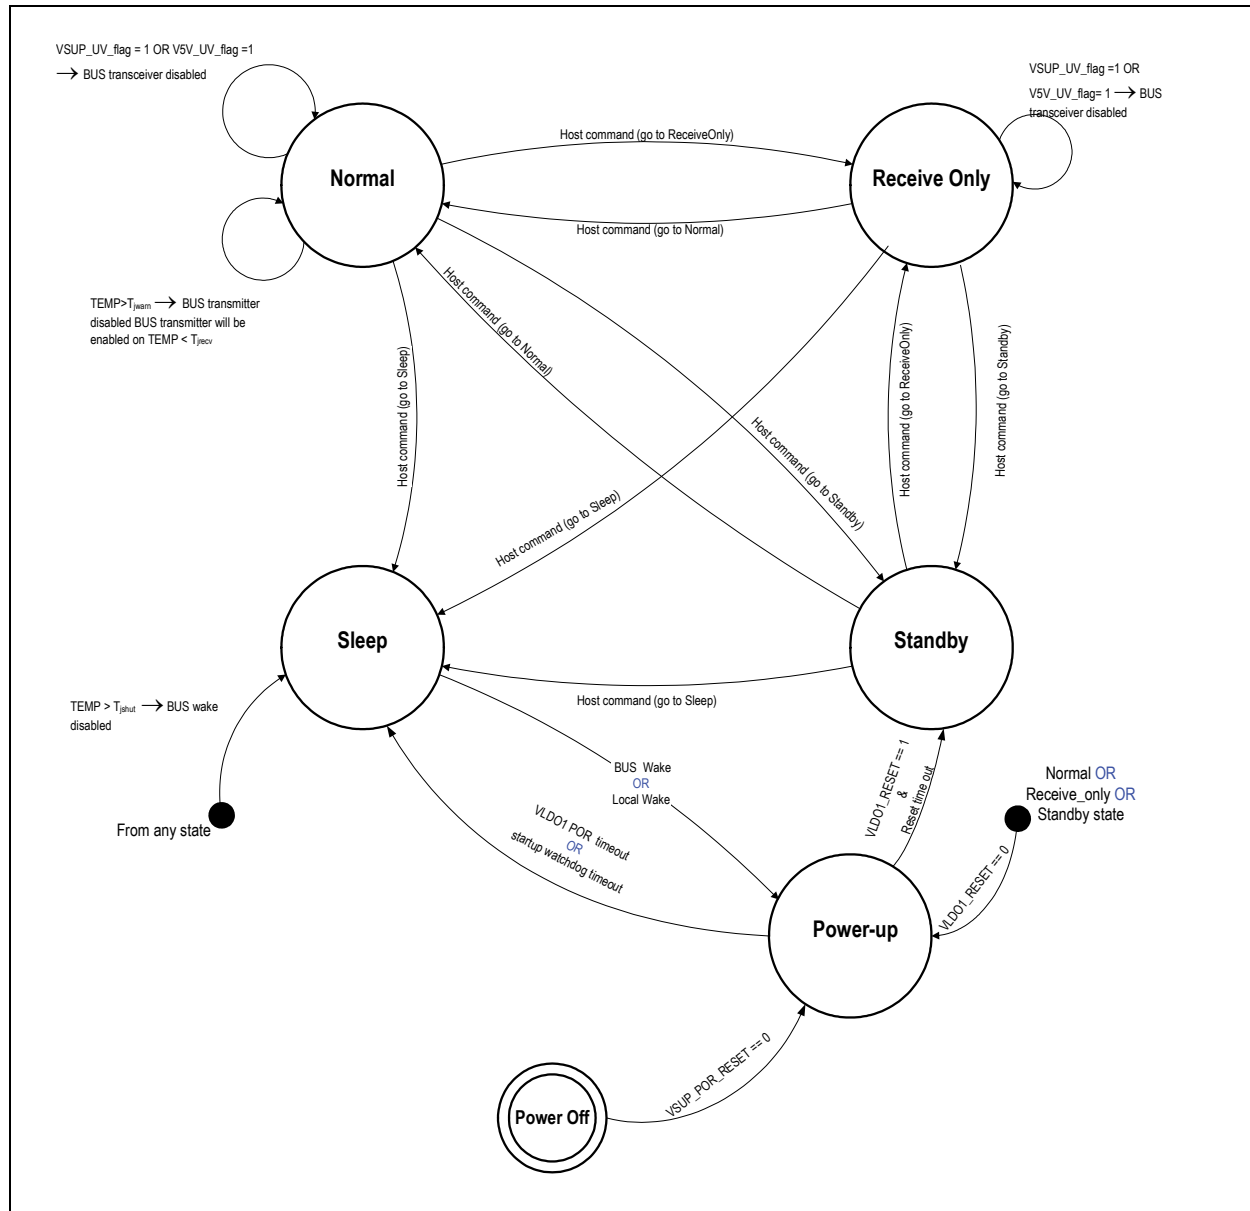 VSUP_UV_flag = 1 OR V5V_UV_flag =1
→ BUS transceiver disabled
VSUP_UV_flag =1 OR
V5V_UV_flag= 1 → BUS
transceiver disabled
Host command (go to ReceiveOnly)
Normal
Receive Only
Host command (go to Normal)
TEMP>Tjwarn → BUS transmitter
disabled BUS transmitter will be
enabled on TEMP < Tjrecv
Host command (go to Sleep)
Host command (go to Normal)
Host command (go to Standby)
Host command (go to Sleep)
Host command (go to ReceiveOnly)
Host command (go to Standby)
Sleep
Standby
Host command (go to Sleep)
TEMP > Tjshut → BUS wake
disabled
From any state
BUS Wake
OR
Local Wake
VLDO1 POR timeout
OR
startup watchdog timeout
VLDO1_RESET == 1
&
Reset time out
Normal OR
Receive_only OR
Standby state
VLDO1_RESET == 0
Power-up
VSUP_POR_RESET == 0
Power Off